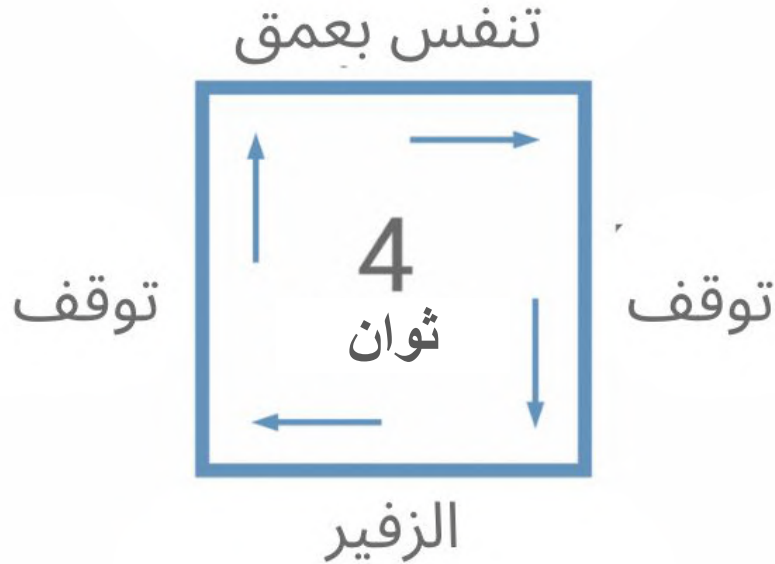 تنفس بعمق
4
ثوان
توقف
توقف
الزفير